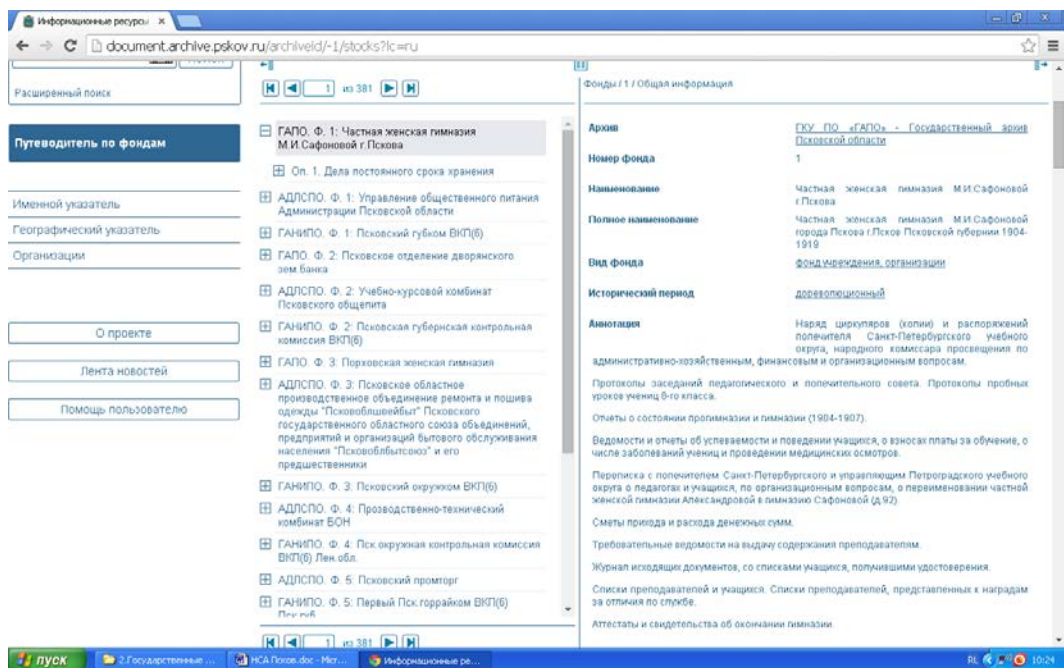 Информационные ресурсы
document.archive.pskov.ru/archiveId/-1/stocks?lc=ru
Расширенный поиск
Путеводитель по фондам
Именной указатель
Географический указатель
Организации
О проекте
Лента новостей
Помощь пользователю
1 из 381
ГАПО. Ф. 1: Частная женская гимназия
М.И.Сафоновой г.Пскова
Оп. 1. Дела постоянного срока хранения
АДЛСПО. Ф. 1: Управление общественного питания
Администрации Псковской области
ГАНИПО. Ф. 1: Псковский губком ВКП(б)
ГАПО. Ф. 2: Псковское отделение дворянского
зем.банка
АДЛСПО. Ф. 2: Учебно-курсовой комбинат
Псковского общепита
ГАНИПО. Ф. 2: Псковская губернская контрольная
комиссия ВКП(б)
ГАПО. Ф. 3: Порховская женская гимназия
АДЛСПО. Ф. 3: Псковское областное
производственное объединение ремонта и пошива
одежды "Псковоблшвейбыт" Псковского
государственного областного союза объединений,
предприятий и организаций бытового обслуживания
населения "Псковоблбытсоюз" и его
предшественники
ГАНИПО. Ф. 3: Псковский окружком ВКП(б)
АДЛСПО. Ф. 4: Прозводственно-технический
комбинат БОН
ГАНИПО. Ф. 4: Пск.окружная контрольная комиссия
ВКП(б) Лен.обл.
АДЛСПО. Ф. 5: Псковский промторг
ГАНИПО. Ф. 5: Первый Пск.горрайком ВКП(б)
1 из 381
Фонды / 1 / Общая информация
Архив ГКУ ПО «ГАПО» - Государственный архив
Псковской области
Номер фонда 1
Наименование Частная женская гимназия М.И.Сафоновой
г.Пскова
Полное наименование Частная женская гимназия М.И.Сафоновой
города Пскова г.Псков Псковской губернии 1904-
1919
Вид фонда фонд учреждения, организации
Исторический период дореволюционный
Аннотация Наряд циркуляров (копии) и распоряжений
попечителя Санкт-Петербургского учебного
округа, народного комиссара просвещения по
административно-хозяйственным, финансовым и организационным вопросам.
Протоколы заседаний педагогического и попечительного совета. Протоколы пробных
уроков учениц 6-го класса.
Отчеты о состоянии прогимназии и гимназии (1904-1907).
Ведомости и отчеты об успеваемости и поведении учащихся, о взносах платы за обучение, о
числе заболеваний учениц и проведении медицинских осмотров.
Переписка с попечителем Санкт-Петербургского и управляющим Петроградского учебного
округа о педагогах и учащихся, по организационным вопросам, о переименовании частной
женской гимназии Александровой в гимназию Сафоновой (д.92).
Сметы прихода и расхода денежных сумм.
Требовательные ведомости на выдачу содержания преподавателям.
Журнал исходящих документов, со списками учащихся, получившими удостоверения.
Списки преподавателей и учащихся. Списки преподавателей, представленных к наградам
за отличия по службе.
Аттестаты и свидетельства об окончании гимназии.
пуск
2.Государственные ...
НСА Псков.doc - Micr...
Информационные ре...
RL
10:24